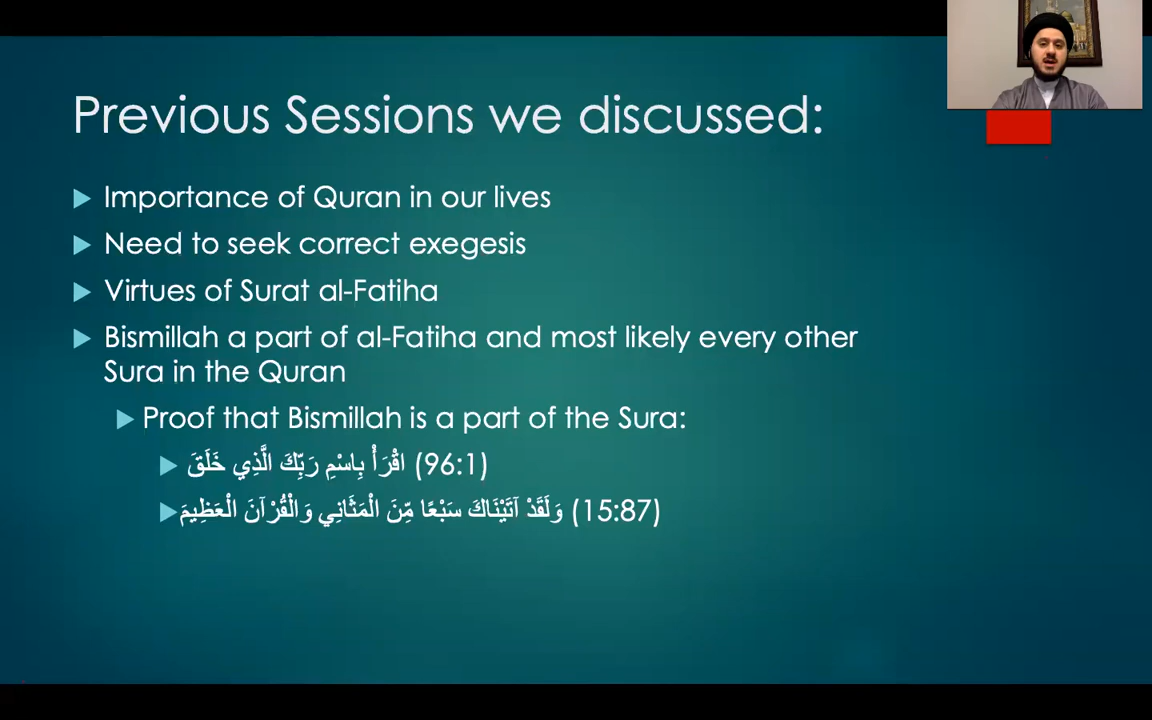 Previous Sessions we discussed:
Importance of Quran in our lives
Need to seek correct exegesis
Virtues of Surat al-Fatiha
Bismillah a part of al-Fatiha and most likely every other
Sura in the Quran
Proof that Bismillah is a part of the Sura:
اقْرَأْ بِاسْمِ رَبِّكَ الَّذِي خَلَقَ (96:1)
وَلَقَدْ آتَيْنَاكَ سَبْعًا مِّنَ الْمَثَانِي وَالْقُرْآنَ الْعَظِيمَ (15:87)